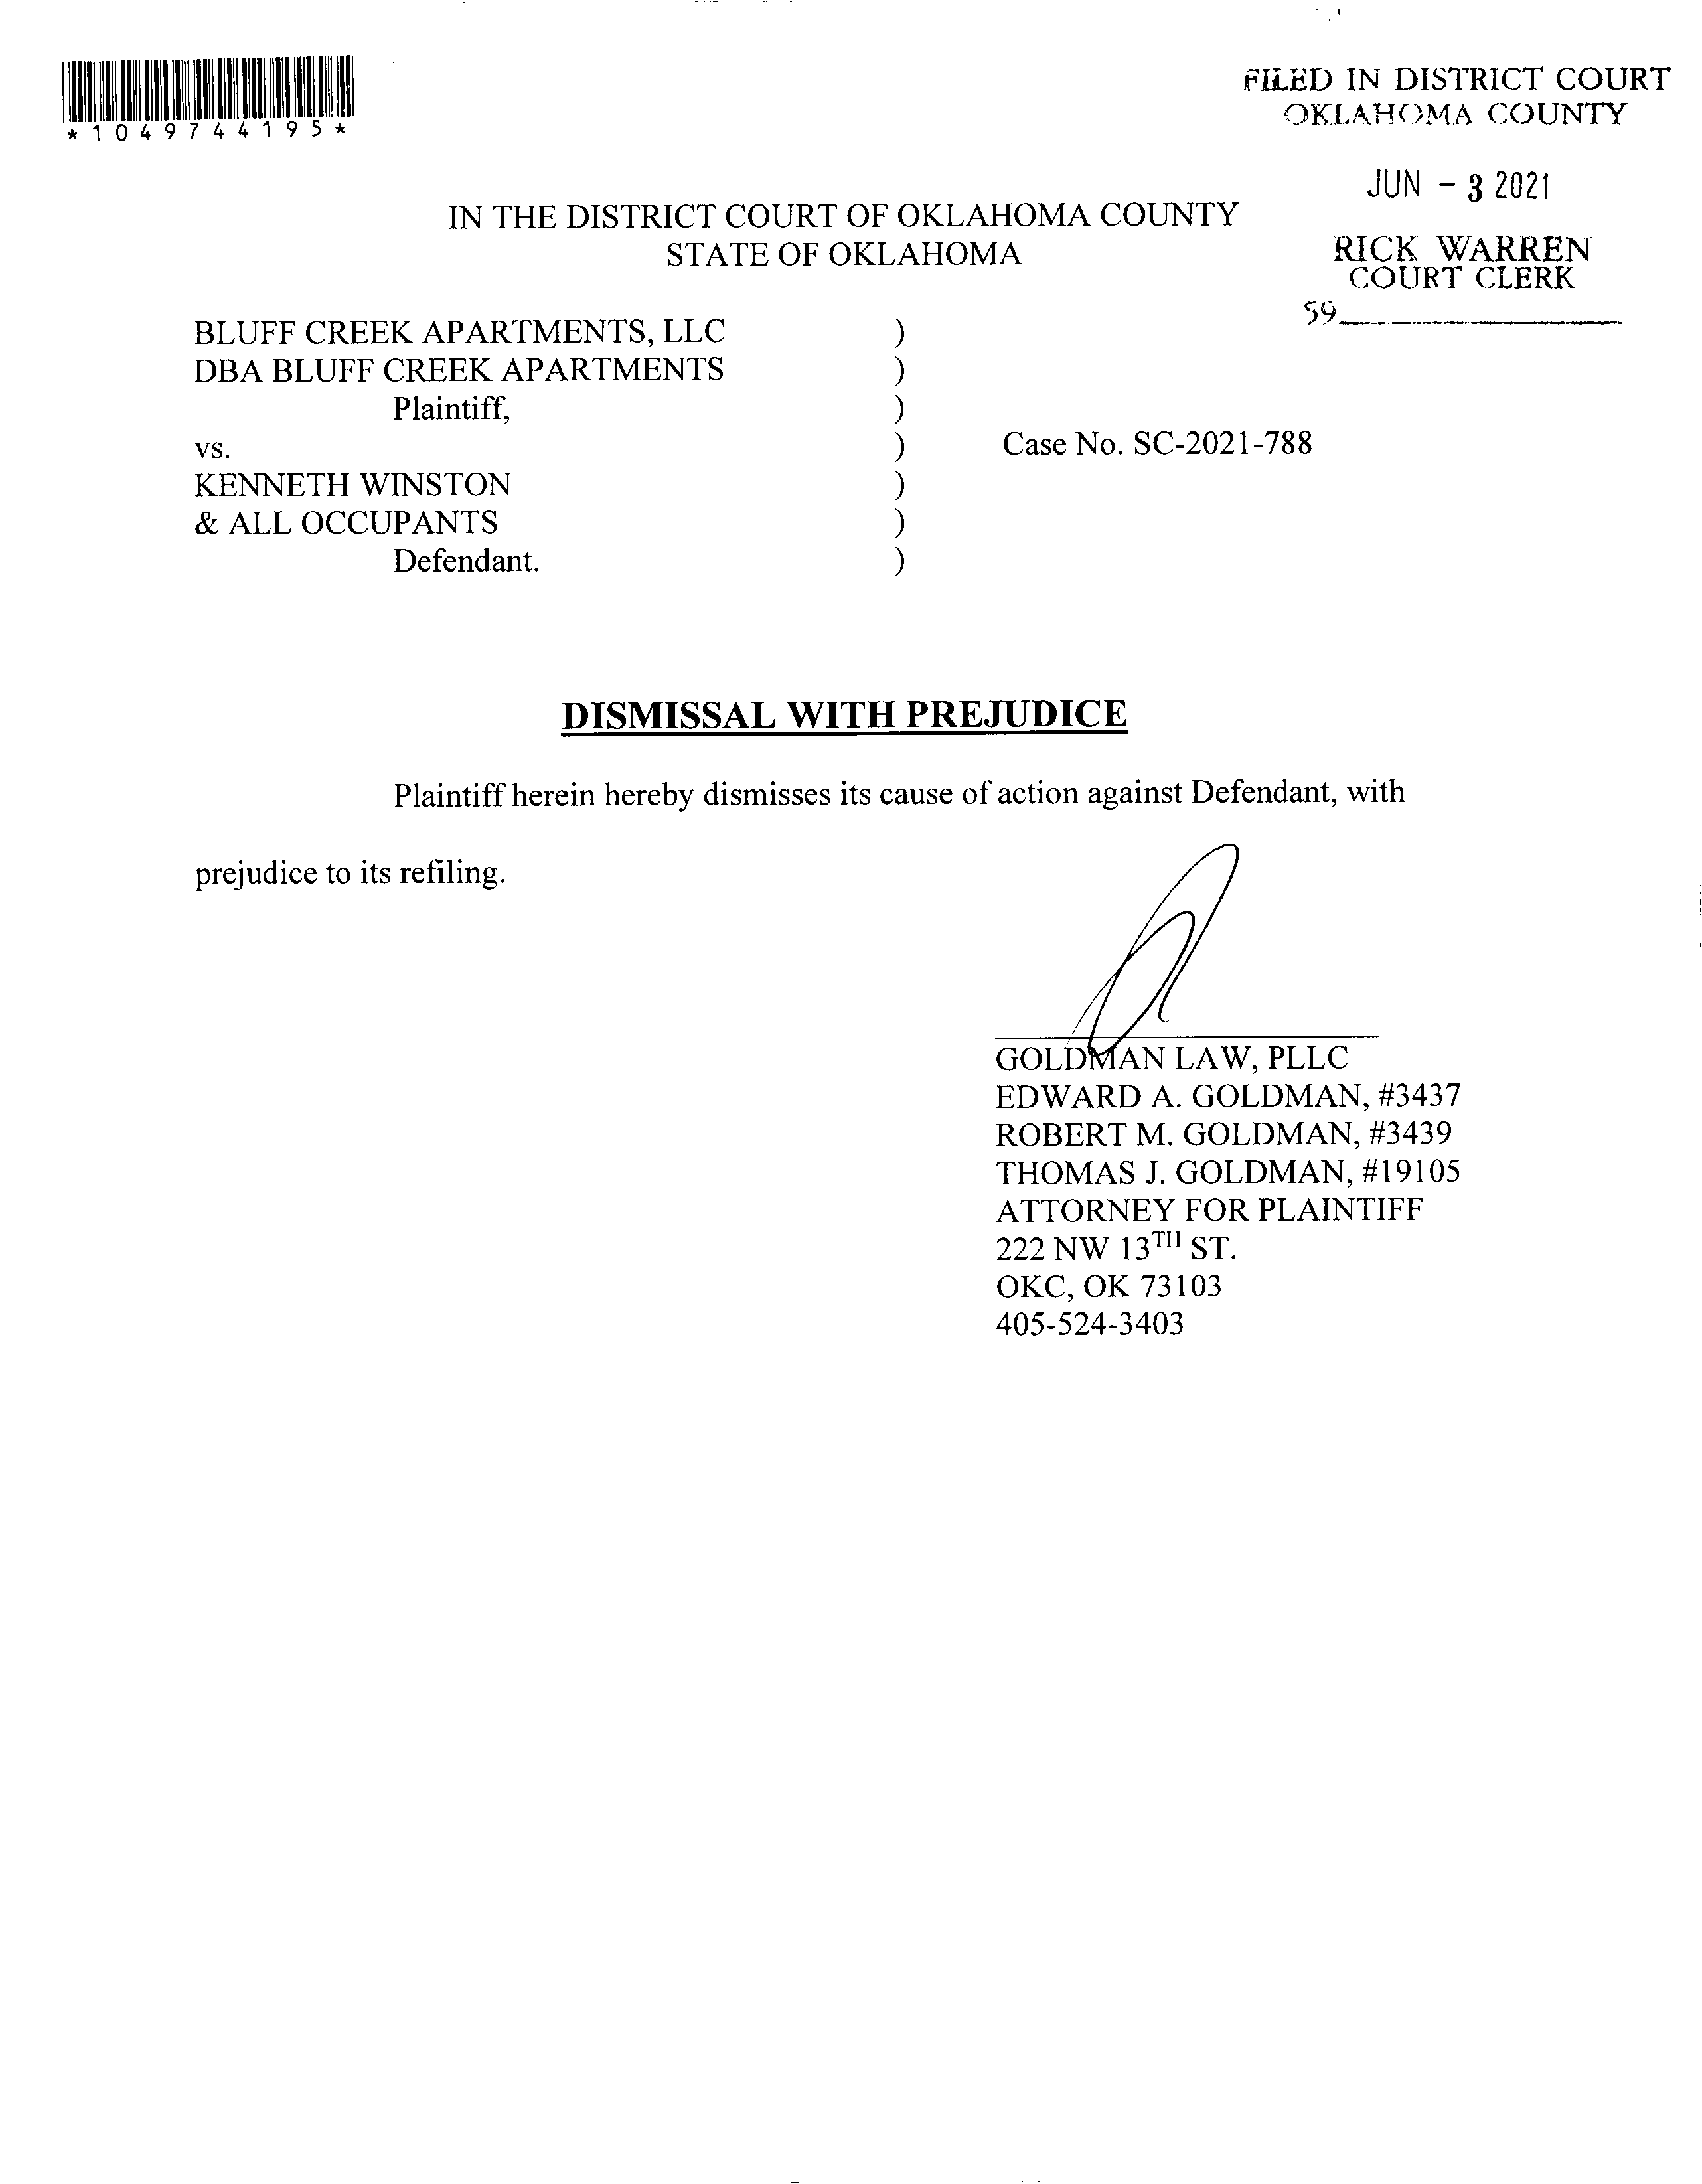 FILED IN DISTRICT COURT
OKLAHOMA COUNTY
*1049744195*
JUN - 3 2021
IN THE DISTRICT COURT OF OKLAHOMA COUNTY
STATE OF OKLAHOMA
RICK WARREN
COURT CLERK
59
BLUFF CREEK APARTMENTS, LLC )
DBA BLUFF CREEK APARTMENTS )
Plaintiff, )
vs. ) Case No. SC-2021-788
KENNETH WINSTON )
& ALL OCCUPANTS )
Defendant. )
DISMISSAL WITH PREJUDICE
Plaintiff herein hereby dismisses its cause of action against Defendant, with
prejudice to its refiling.
GOLDMAN LAW, PLLC
EDWARD A. GOLDMAN, #3437
ROBERT M. GOLDMAN, #3439
THOMAS J. GOLDMAN, #19105
ATTORNEY FOR PLAINTIFF
222 NW 13TH ST.
OKC, OK 73103
405-524-3403